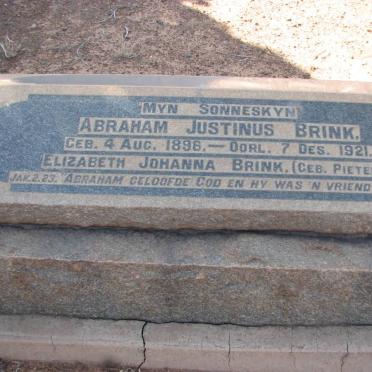 MYN SONNESKYN
ABRAHAM JUSTINUS BRINK.
GEB. 4 AUG. 1896. — OORL. 7 DES. 1921.
ELIZABETH JOHANNA BRINK. (GEB. PIETE
JAK. 2.23. ABRAHAM GELOOFDE GOD EN HY WAS 'N VRIEND